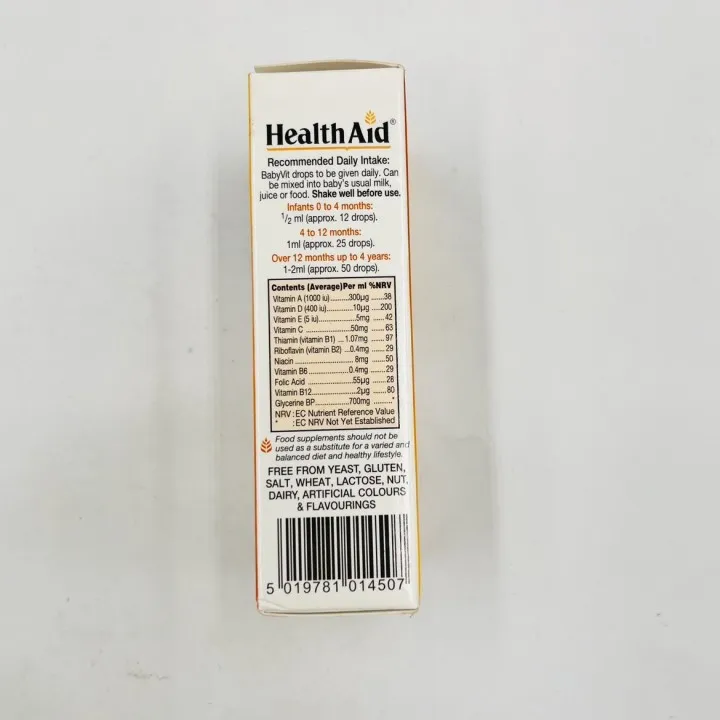 HealthAid®
Recommended Daily Intake:
BabyVit drops to be given daily. Can
be mixed into baby's usual milk,
juice or food. Shake well before use.
Infants 0 to 4 months:
1/2 ml (approx. 12 drops).
4 to 12 months:
1ml (approx. 25 drops).
Over 12 months up to 4 years:
1-2ml (approx. 50 drops).
Contents (Average) Per ml %NRV
Vitamin A (1000 iu)..........300µg ......38
Vitamin D (400 iu)..............10µg ....200
Vitamin E (5 iu)..................5mg ......42
Vitamin C ........................50mg ......63
Thiamin (vitamin B1) ...1.07mg ......97
Riboflavin (vitamin B2) ...0.4mg ......29
Niacin ..............................8mg ......50
Vitamin B6 ......................0.4mg ......29
Folic Acid ........................55µg ......28
Vitamin B12......................2µg ......80
Glycerine BP..................700mg ........*
NRV : EC Nutrient Reference Value
* : EC NRV Not Yet Established
Food supplements should not be
used as a substitute for a varied and
balanced diet and healthy lifestyle.
FREE FROM YEAST, GLUTEN,
SALT, WHEAT, LACTOSE, NUT,
DAIRY, ARTIFICIAL COLOURS
& FLAVOURINGS
5 019781 014507